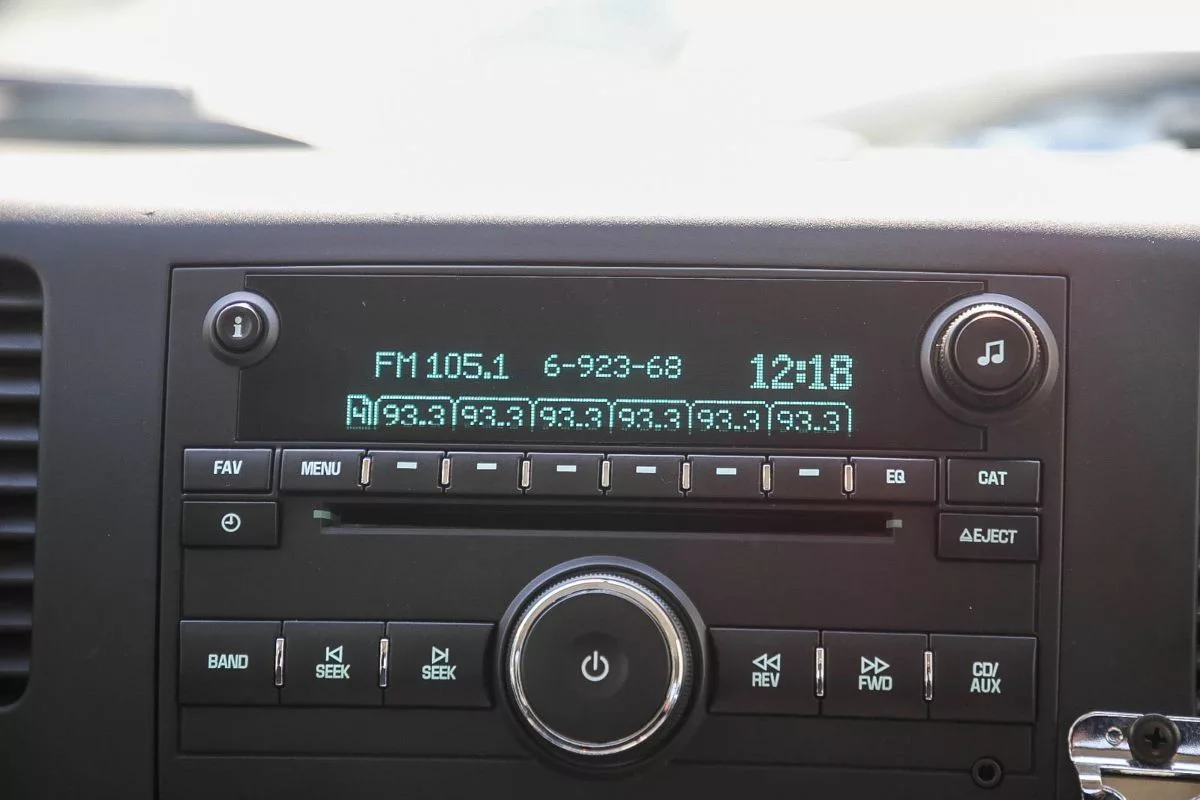 FM 105.1 6-923-68 12:18
4 93.3 93.3 93.3 93.3 93.3 93.3
FAV MENU EQ CAT
EJECT
BAND SEEK SEEK REV FWD CD/
AUX